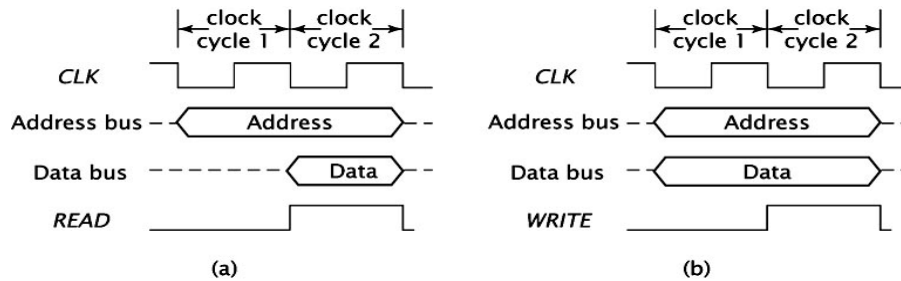 clock clock
cycle 1 cycle 2
CLK
Address bus Address
Data bus Data
READ
(a)
clock clock
cycle 1 cycle 2
CLK
Address bus Address
Data bus Data
WRITE
(b)